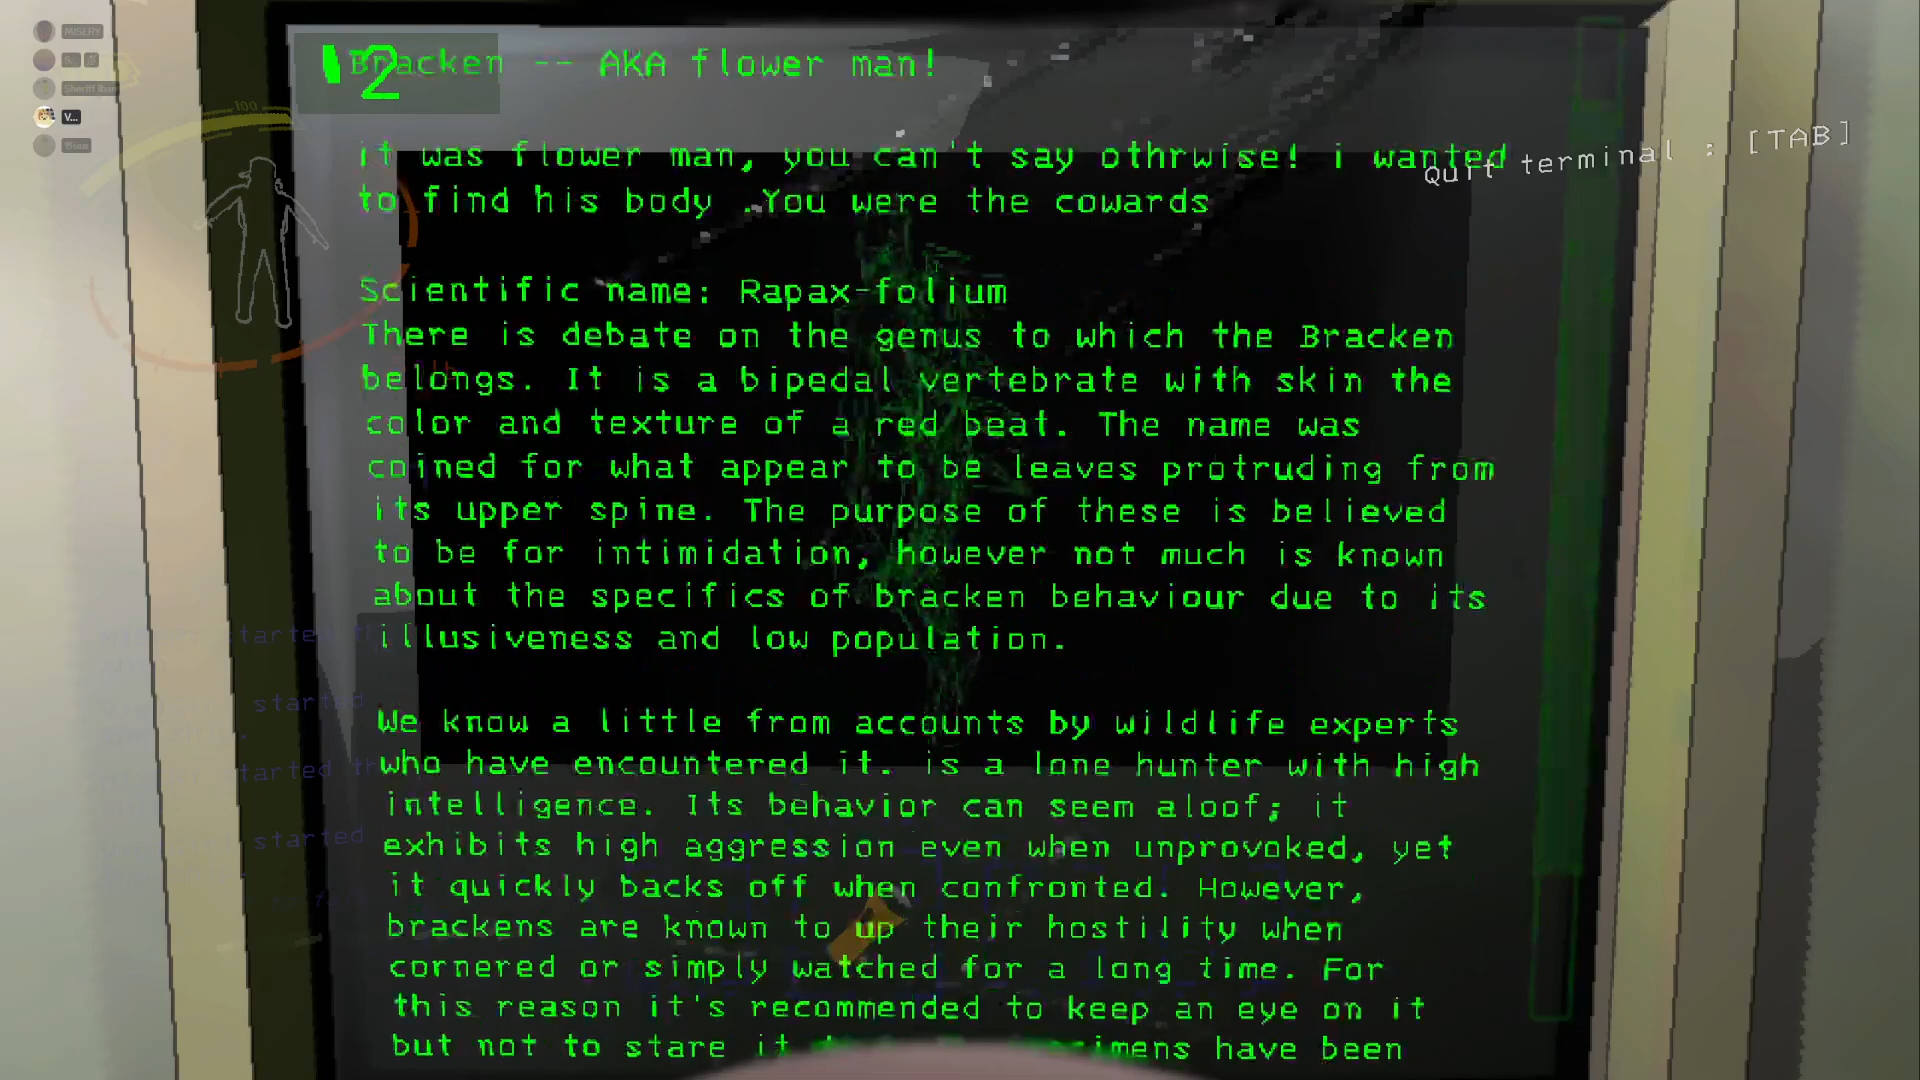 MISERY
V...
100
2
Bracken -- AKA flower man!
Quit terminal : [TAB]
it was flower man, you can't say othrwise! i wanted
to find his body .You were the cowards
Scientific name: Rapax-folium
There is debate on the genus to which the Bracken
belongs. It is a bipedal vertebrate with skin the
color and texture of a red beat. The name was
coined for what appear to be leaves protruding from
its upper spine. The purpose of these is believed
to be for intimidation, however not much is known
about the specifics of bracken behaviour due to its
illusiveness and low population.
We know a little from accounts by wildlife experts
who have encountered it. is a lone hunter with high
intelligence. Its behavior can seem aloof; it
exhibits high aggression even when unprovoked, yet
it quickly backs off when confronted. However,
brackens are known to up their hostility when
cornered or simply watched for a long time. For
this reason it's recommended to keep an eye on it
but not to stare it have been
started
started
started
started